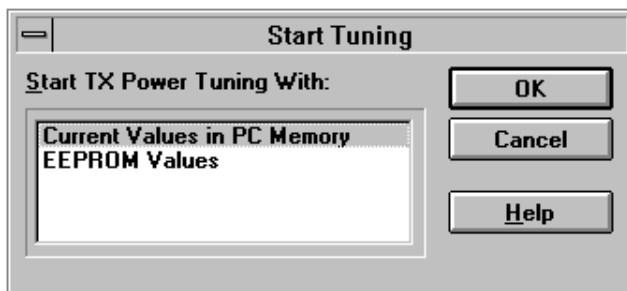 Start Tuning
Start TX Power Tuning With:
OK
Current Values in PC Memory
Cancel
EEPROM Values
Help